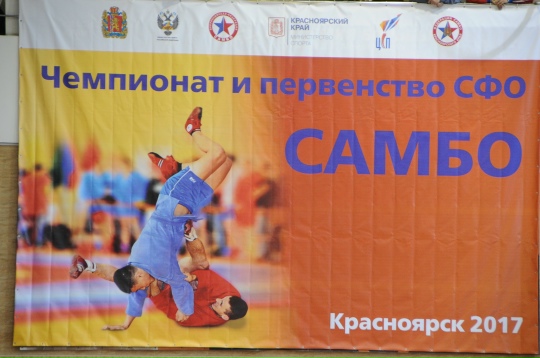 КРАСНОЯРСКИЙ
КРАЙ
ЦСП
Чемпионат и первенство СФО
САМБО
Красноярск 2017